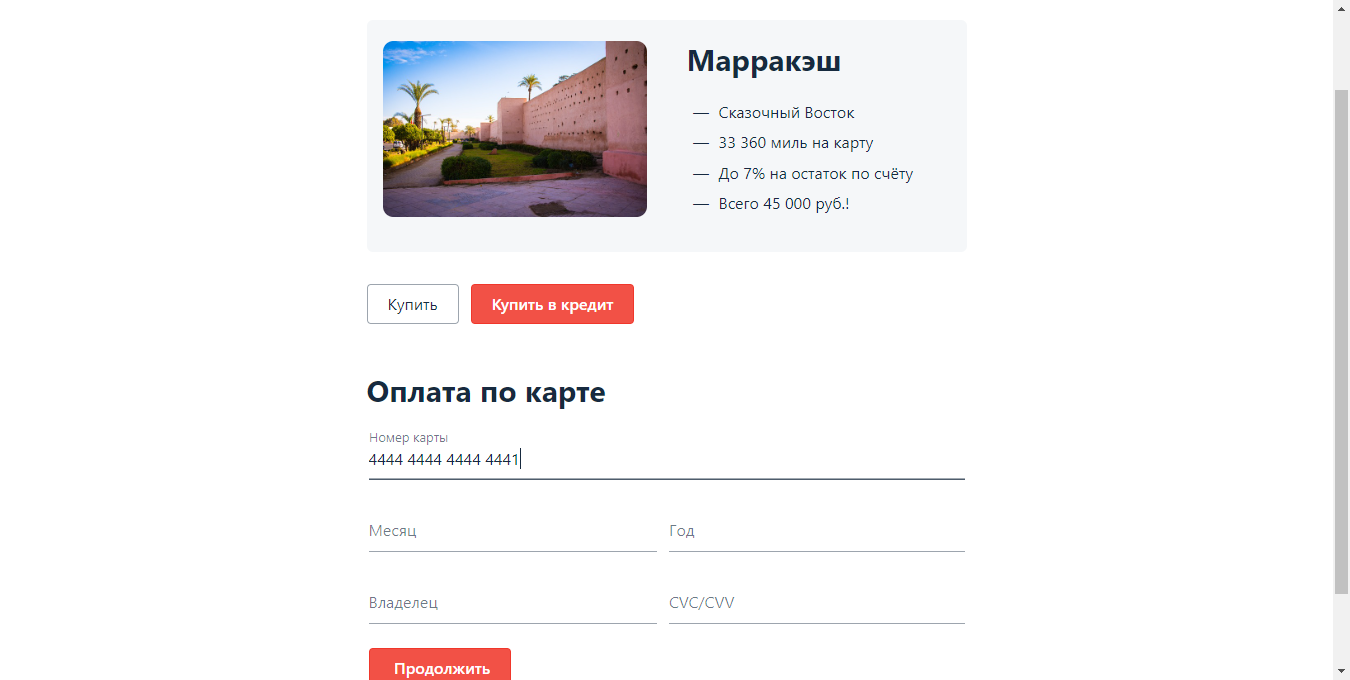 Марракэш
— Сказочный Восток
— 33 360 миль на карту
— До 7% на остаток по счёту
— Всего 45 000 руб.!
Купить
Купить в кредит
Оплата по карте
Номер карты
4444 4444 4444 4441
Месяц
Год
Владелец
CVC/CVV
Продолжить